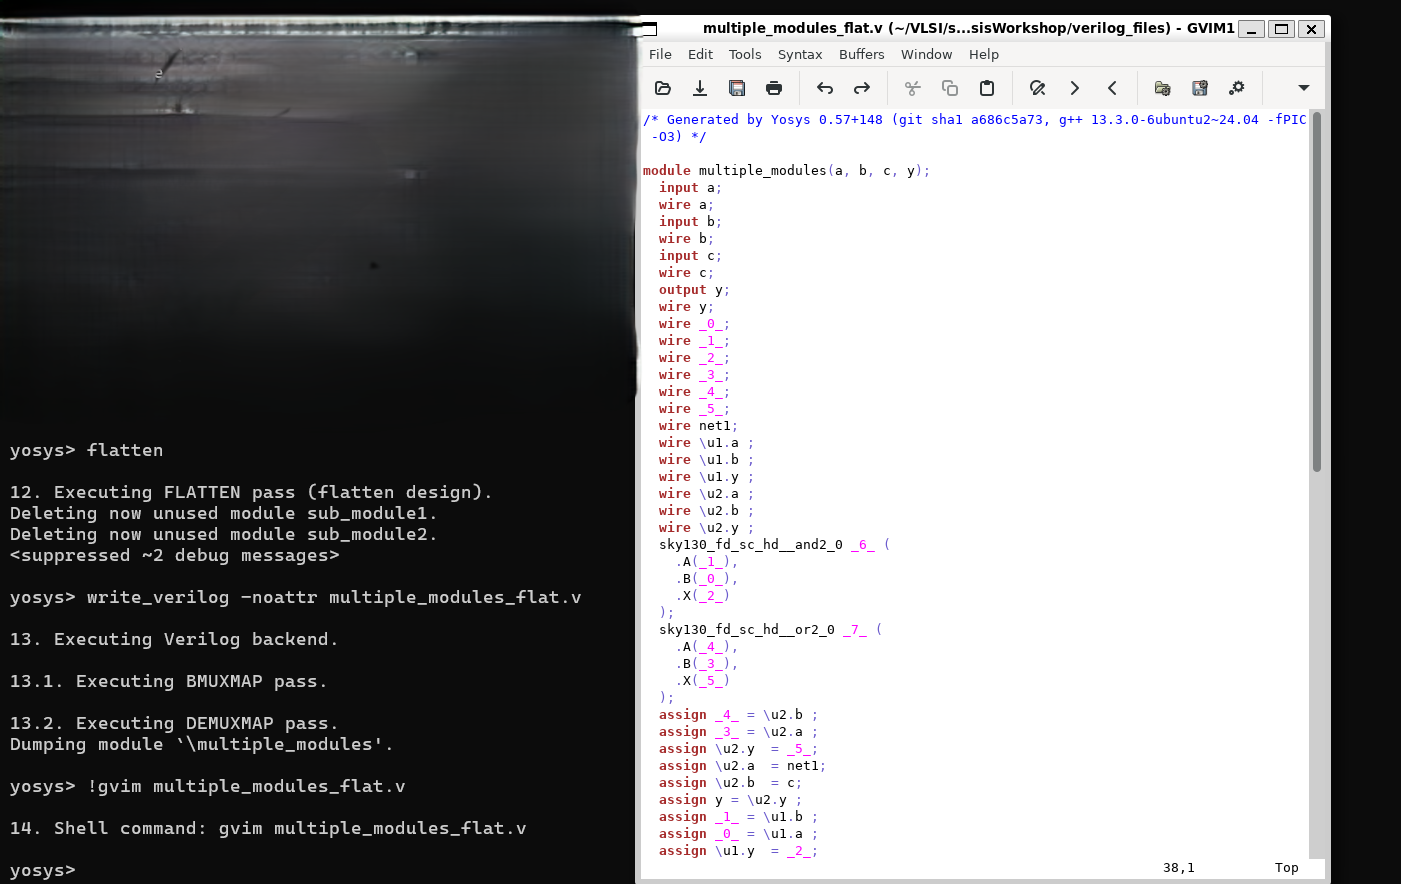 yosys> flatten
12. Executing FLATTEN pass (flatten design).
Deleting now unused module sub_module1.
Deleting now unused module sub_module2.
<suppressed ~2 debug messages>
yosys> write_verilog -noattr multiple_modules_flat.v
13. Executing Verilog backend.
13.1. Executing BMUXMAP pass.
13.2. Executing DEMUXMAP pass.
Dumping module `\multiple_modules'.
yosys> !gvim multiple_modules_flat.v
14. Shell command: gvim multiple_modules_flat.v
yosys>
multiple_modules_flat.v (~/VLSI/s...sisWorkshop/verilog_files) - GVIM1
File Edit Tools Syntax Buffers Window Help
/* Generated by Yosys 0.57+148 (git sha1 a686c5a73, g++ 13.3.0-6ubuntu2~24.04 -fPIC
-O3) */
module multiple_modules(a, b, c, y);
input a;
wire a;
input b;
wire b;
input c;
wire c;
output y;
wire y;
wire _0_;
wire _1_;
wire _2_;
wire _3_;
wire _4_;
wire _5_;
wire net1;
wire \u1.a ;
wire \u1.b ;
wire \u1.y ;
wire \u2.a ;
wire \u2.b ;
wire \u2.y ;
sky130_fd_sc_hd__and2_0 _6_ (
.A(_1_),
.B(_0_),
.X(_2_)
);
sky130_fd_sc_hd__or2_0 _7_ (
.A(_4_),
.B(_3_),
.X(_5_)
);
assign _4_ = \u2.b ;
assign _3_ = \u2.a ;
assign \u2.y  = _5_;
assign \u2.a  = net1;
assign \u2.b  = c;
assign y = \u2.y ;
assign _1_ = \u1.b ;
assign _0_ = \u1.a ;
assign \u1.y  = _2_;
38,1 Top